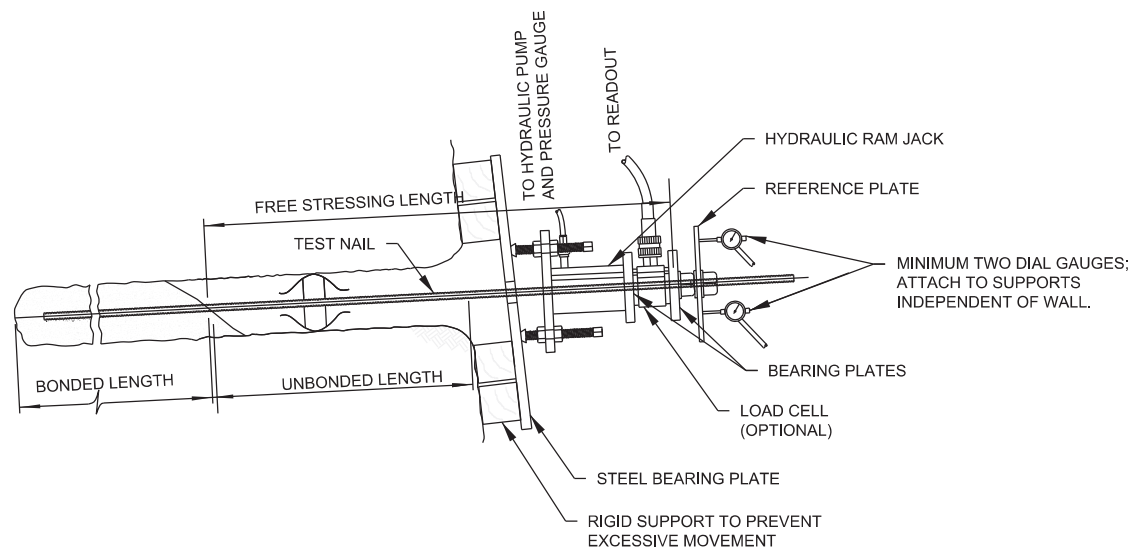 TO HYDRAULIC PUMP
AND PRESSURE GAUGE
TO READOUT
HYDRAULIC RAM JACK
REFERENCE PLATE
FREE STRESSING LENGTH
TEST NAIL
MINIMUM TWO DIAL GAUGES;
ATTACH TO SUPPORTS
INDEPENDENT OF WALL.
BONDED LENGTH
UNBONDED LENGTH
BEARING PLATES
LOAD CELL
(OPTIONAL)
STEEL BEARING PLATE
RIGID SUPPORT TO PREVENT
EXCESSIVE MOVEMENT